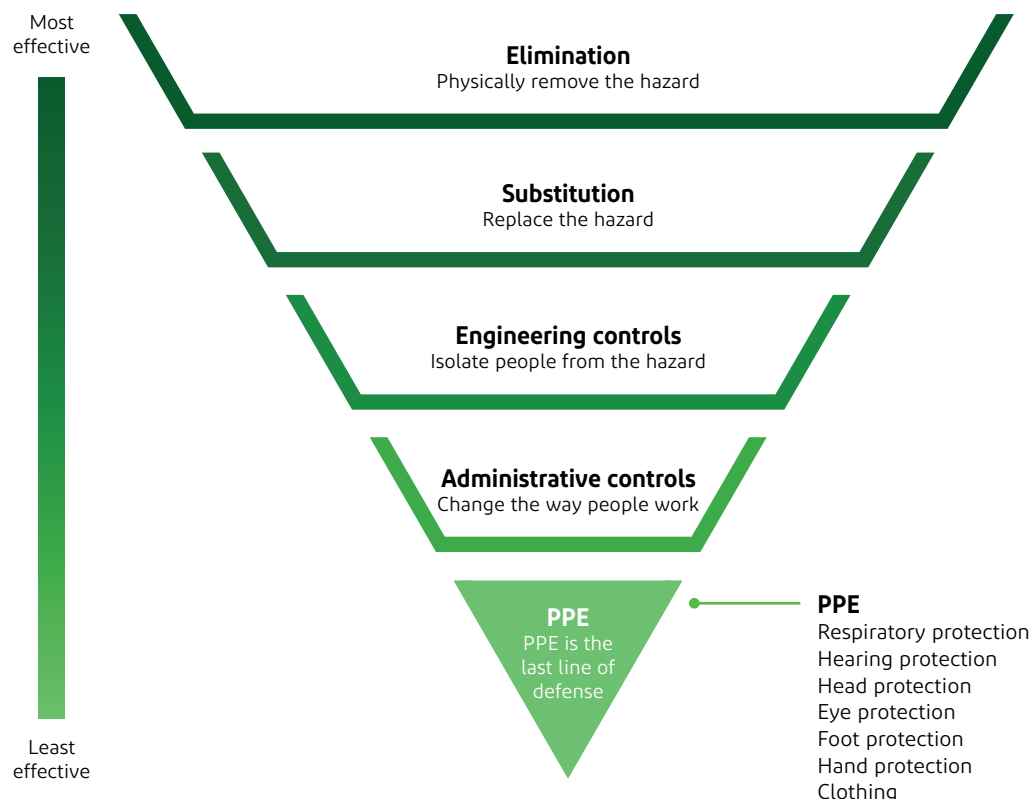 Most
effective
Elimination
Physically remove the hazard
Substitution
Replace the hazard
Engineering controls
Isolate people from the hazard
Administrative controls
Change the way people work
PPE
PPE is the
last line of
defense
PPE
Respiratory protection
Hearing protection
Head protection
Eye protection
Foot protection
Hand protection
Clothing
Least
effective